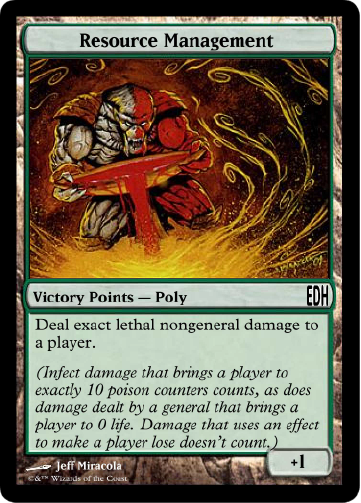 Resource Management
Victory Points — Poly
EDH
Deal exact lethal nongeneral damage to
a player.
(Infect damage that brings a player to
exactly 10 poison counters counts, as does
damage dealt by a general that brings a
player to 0 life. Damage that uses an effect
to make a player lose doesn't count.)
+1
Jeff Miracola
©&™ Wizards of the Coast